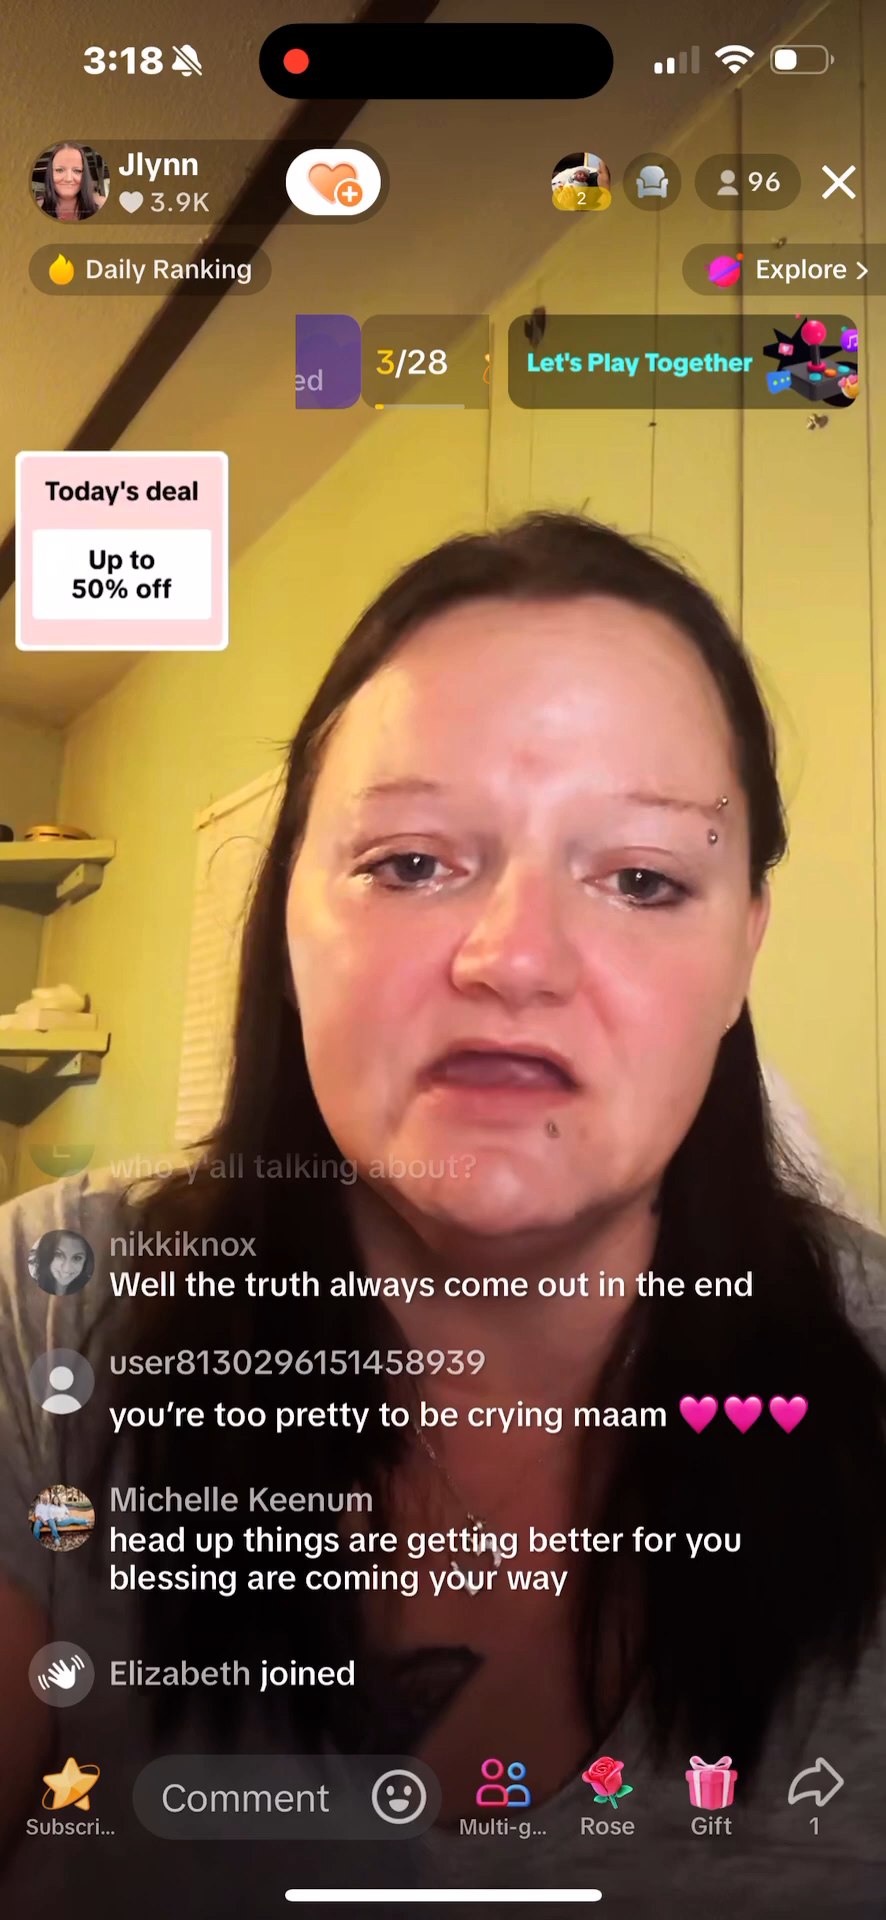 3:18
Jlynn
3.9K
2
96
Daily Ranking
Explore >
ed
3/28
Let's Play Together
Today's deal
Up to
50% off
who y'all talking about?
nikkiknox
Well the truth always come out in the end
user8130296151458939
you're too pretty to be crying maam 🩷🩷🩷
Michelle Keenum
head up things are getting better for you
blessing are coming your way
Elizabeth joined
Comment
Subscri...
Multi-g...
Rose
Gift
1